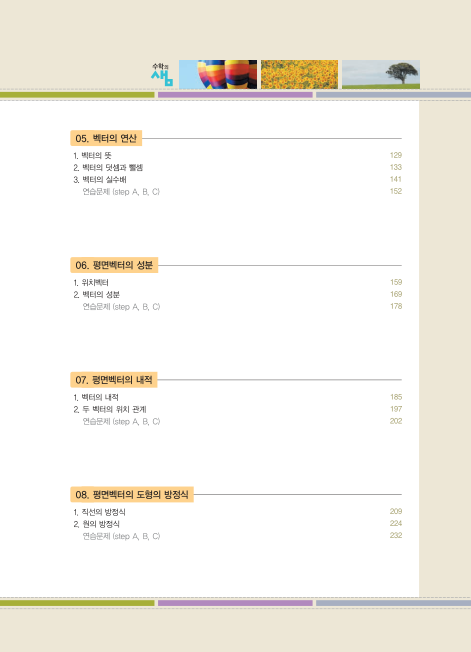 수학의
샘
05. 벡터의 연산
1. 벡터의 뜻 129
2. 벡터의 덧셈과 뺄셈 133
3. 벡터의 실수배 141
연습문제 (step A, B, C) 152
06. 평면벡터의 성분
1. 위치벡터 159
2. 벡터의 성분 169
연습문제 (step A, B, C) 178
07. 평면벡터의 내적
1. 벡터의 내적 185
2. 두 벡터의 위치 관계 197
연습문제 (step A, B, C) 202
08. 평면벡터의 도형의 방정식
1. 직선의 방정식 209
2. 원의 방정식 224
연습문제 (step A, B, C) 232